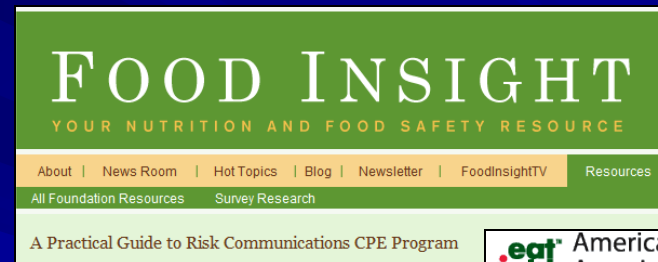 FOOD INSIGHT
YOUR NUTRITION AND FOOD SAFETY RESOURCE
About | News Room | Hot Topics | Blog | Newsletter | FoodInsightTV Resources
All Foundation Resources Survey Research
A Practical Guide to Risk Communications CPE Program
.eat™